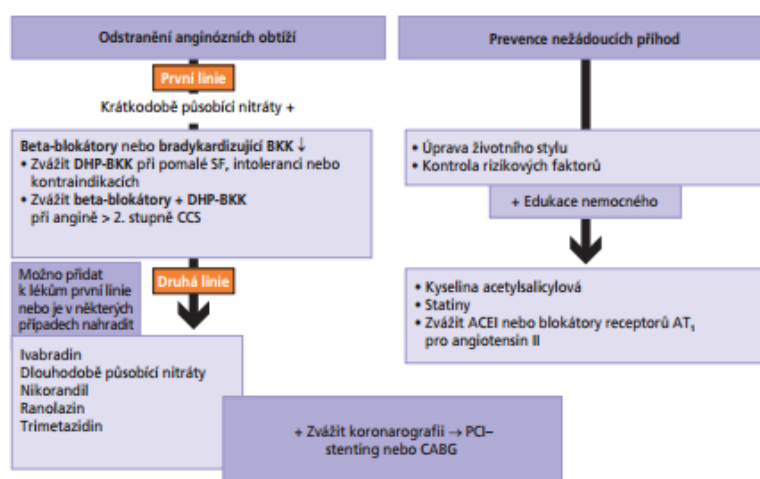 Odstranění anginózních obtíží
První linie
Krátkodobě působící nitráty +
Beta-blokátory nebo bradykardizující BKK ↓
• Zvážit DHP-BKK při pomalé SF, intoleranci nebo
kontraindikacích
• Zvážit beta-blokátory + DHP-BKK
při angině > 2. stupně CCS
Možno přidat
k lékům první linie
nebo je v některých
případech nahradit
Druhá linie
Ivabradin
Dlouhodobě působící nitráty
Nikorandil
Ranolazin
Trimetazidin
Prevence nežádoucích příhod
• Úprava životního stylu
• Kontrola rizikových faktorů
+ Edukace nemocného
• Kyselina acetylsalicylová
• Statiny
• Zvážit ACEI nebo blokátory receptorů AT₁
pro angiotensin II
+ Zvážit koronarografii → PCI–
stenting nebo CABG